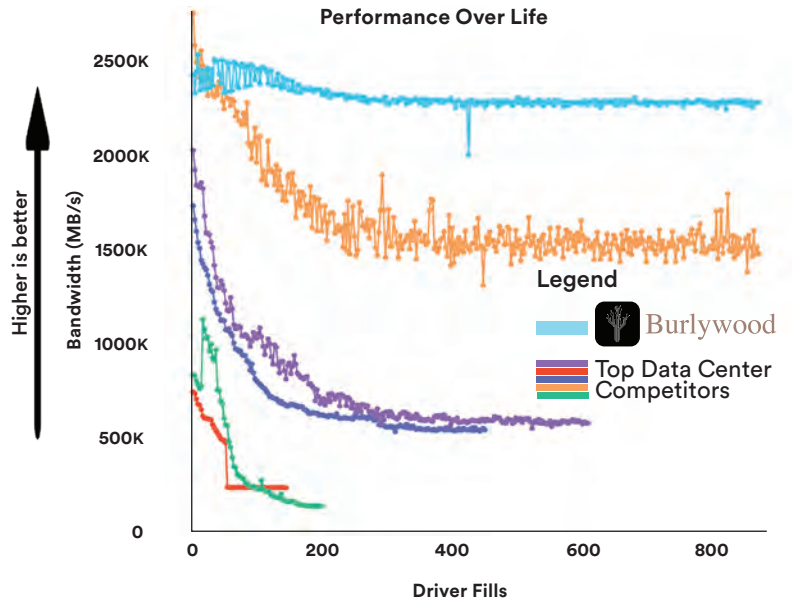 Performance Over Life
2500K
2000K
1500K
1000K
500K
0
Higher is better
Bandwidth (MB/s)
Legend
Burlywood
Top Data Center
Competitors
0 200 400 600 800
Driver Fills